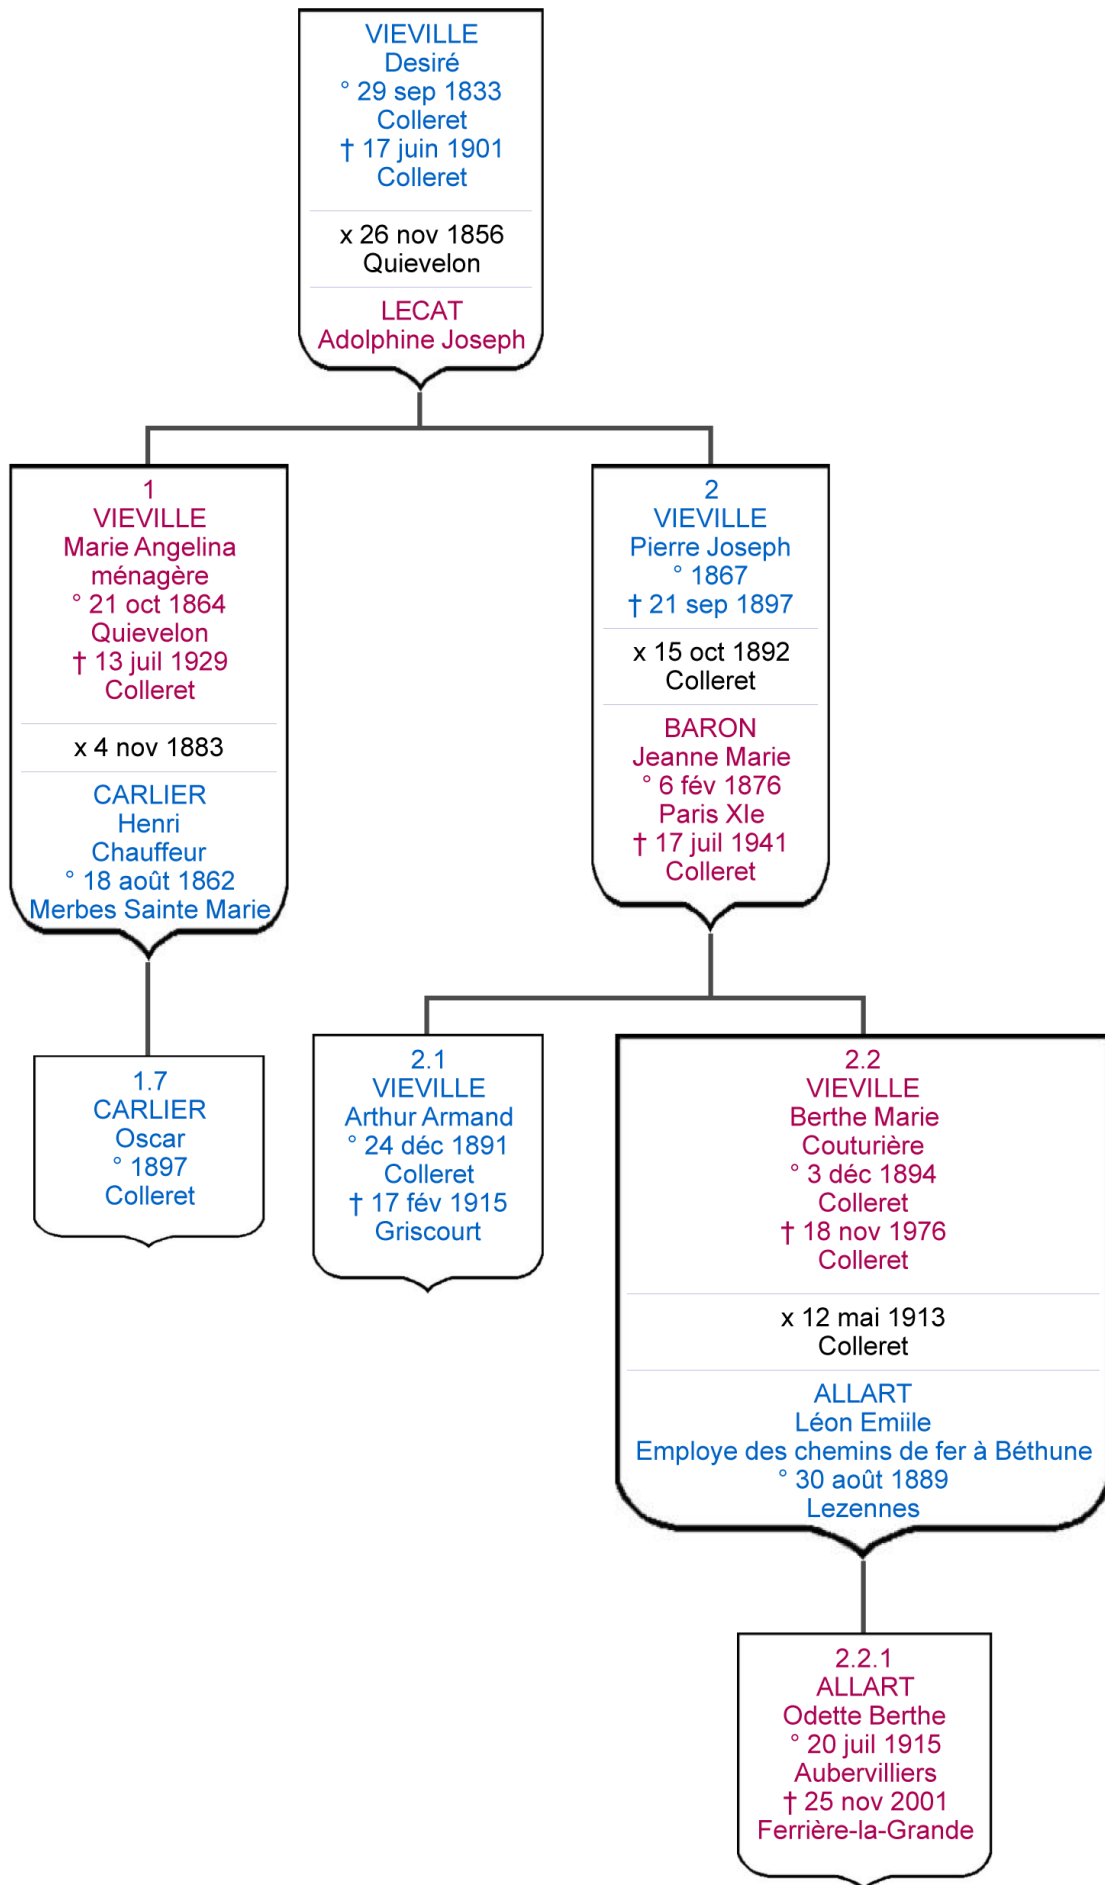 VIEVILLE
Desiré
° 29 sep 1833
Colleret
† 17 juin 1901
Colleret
x 26 nov 1856
Quievelon
LECAT
Adolphine Joseph
1
VIEVILLE
Marie Angelina
ménagère
° 21 oct 1864
Quievelon
† 13 juil 1929
Colleret
x 4 nov 1883
CARLIER
Henri
Chauffeur
° 18 août 1862
Merbes Sainte Marie
2
VIEVILLE
Pierre Joseph
° 1867
† 21 sep 1897
x 15 oct 1892
Colleret
BARON
Jeanne Marie
° 6 fév 1876
Paris XIe
† 17 juil 1941
Colleret
1.7
CARLIER
Oscar
° 1897
Colleret
2.1
VIEVILLE
Arthur Armand
° 24 déc 1891
Colleret
† 17 fév 1915
Griscourt
2.2
VIEVILLE
Berthe Marie
Couturière
° 3 déc 1894
Colleret
† 18 nov 1976
Colleret
x 12 mai 1913
Colleret
ALLART
Léon Emiile
Employe des chemins de fer à Béthune
° 30 août 1889
Lezennes
2.2.1
ALLART
Odette Berthe
° 20 juil 1915
Aubervilliers
† 25 nov 2001
Ferrière-la-Grande